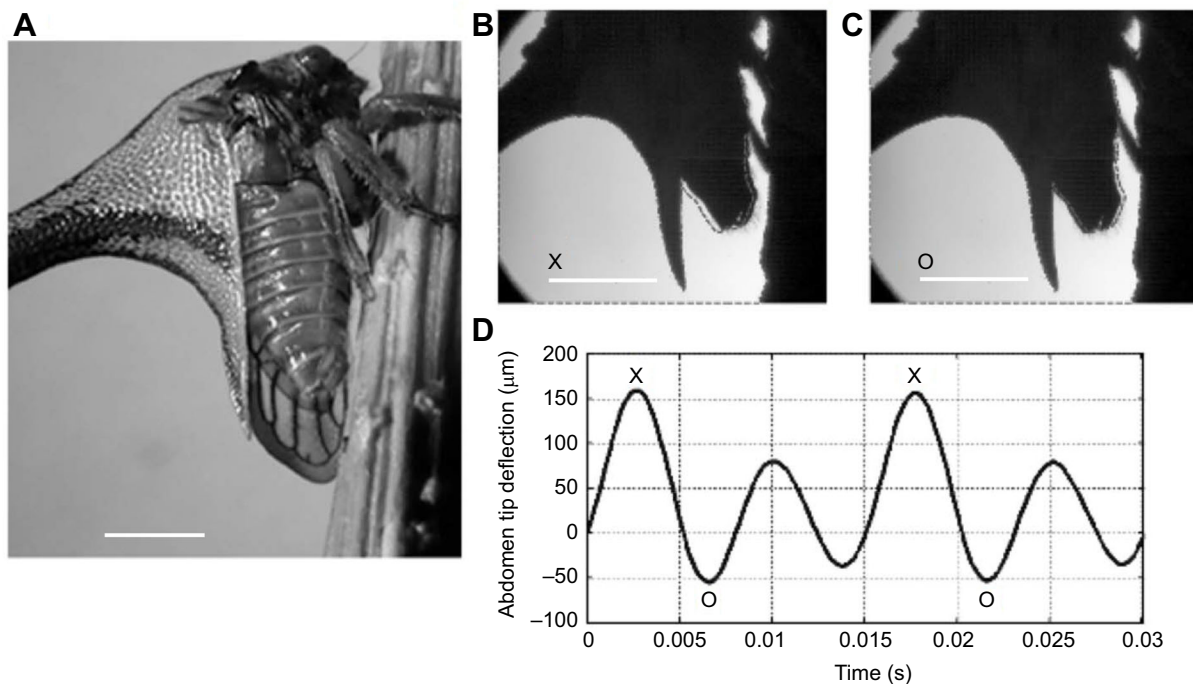 A
B
C
X
O
D
Abdomen tip deflection (μm)
200
150
100
50
0
–50
–100
X
X
O
O
0
0.005
0.01
0.015
0.02
0.025
0.03
Time (s)